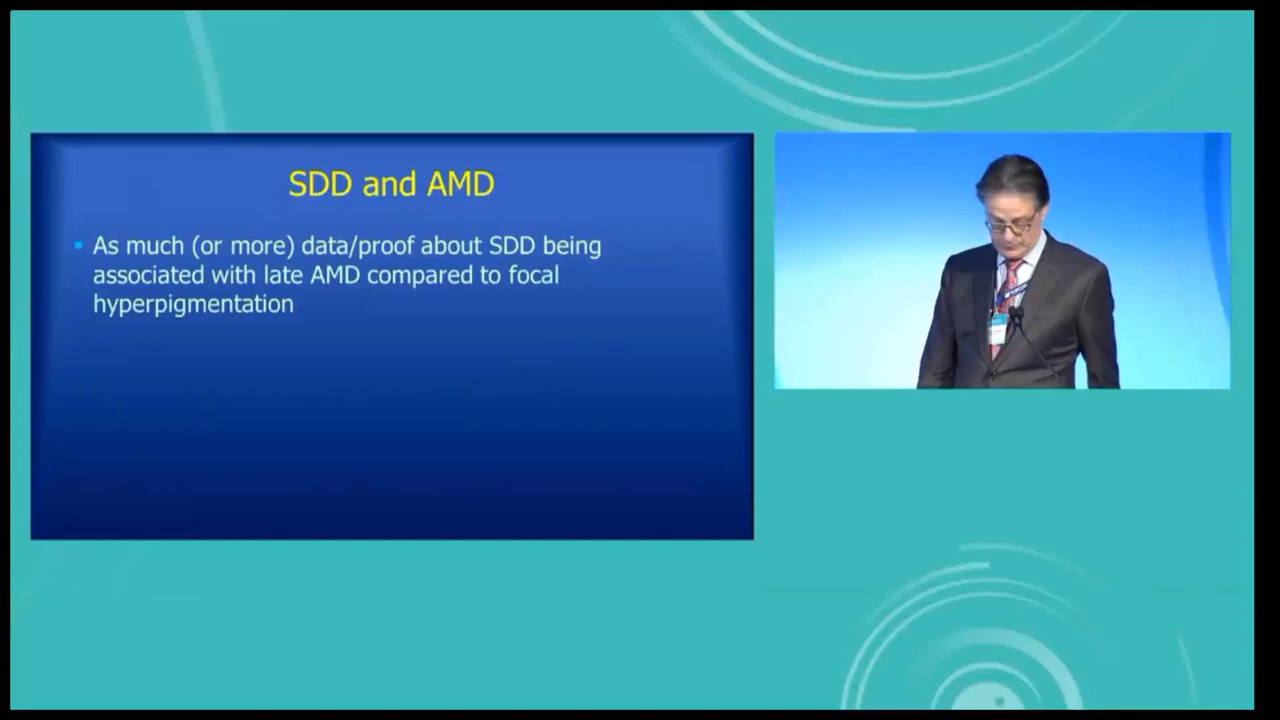 SDD and AMD
As much (or more) data/proof about SDD being
associated with late AMD compared to focal
hyperpigmentation